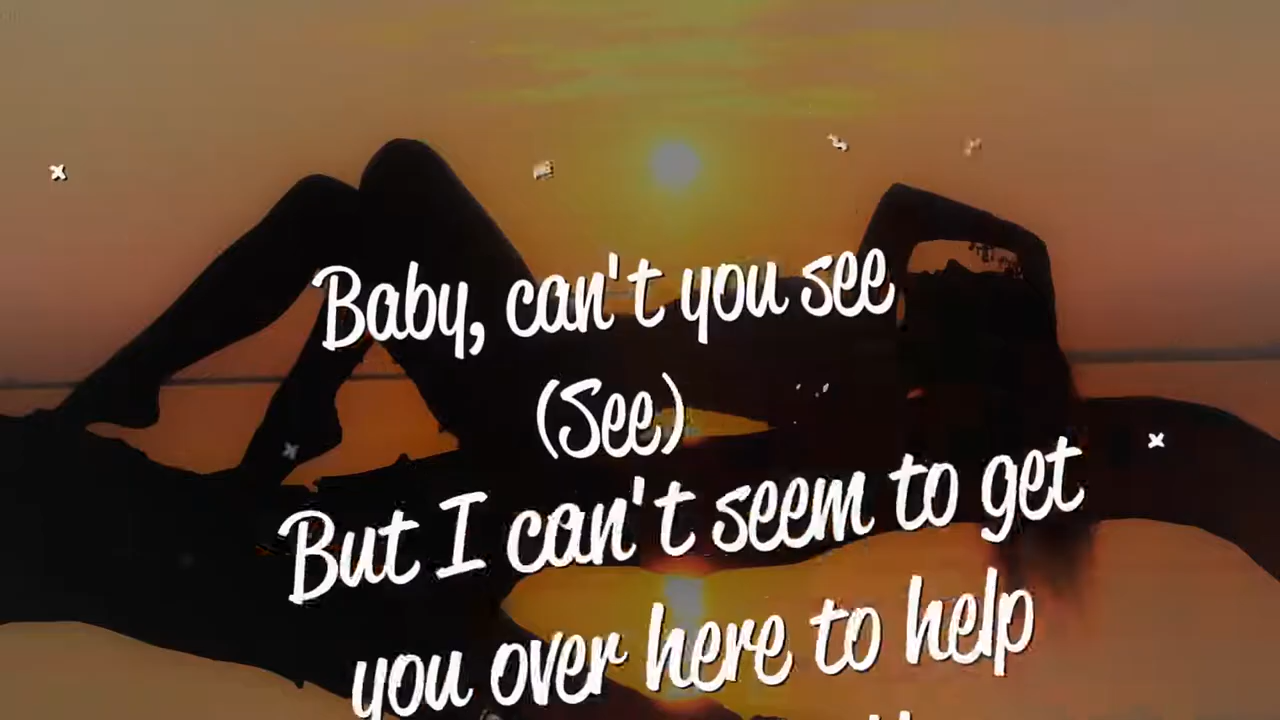 Baby, can't you see
(See)
But I can't seem to get
you over here to help